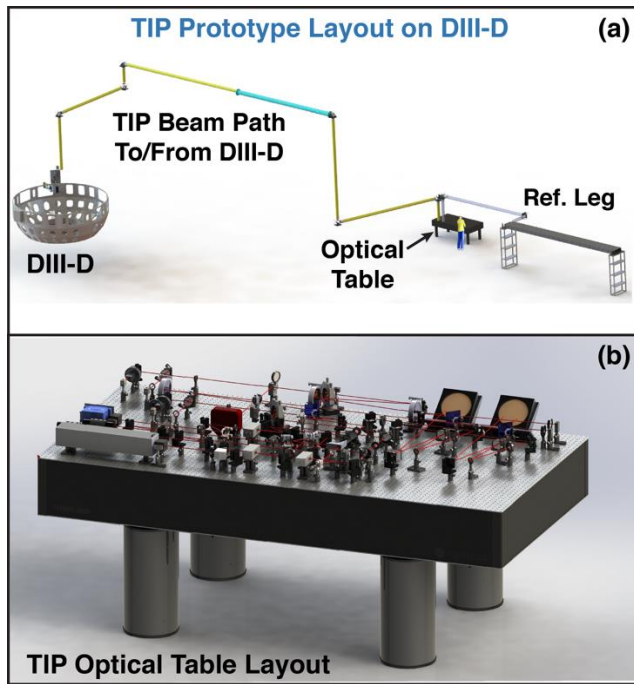 TIP Prototype Layout on DIII-D
(a)
TIP Beam Path
To/From DIII-D
Ref. Leg
Optical
Table
DIII-D
(b)
TIP Optical Table Layout